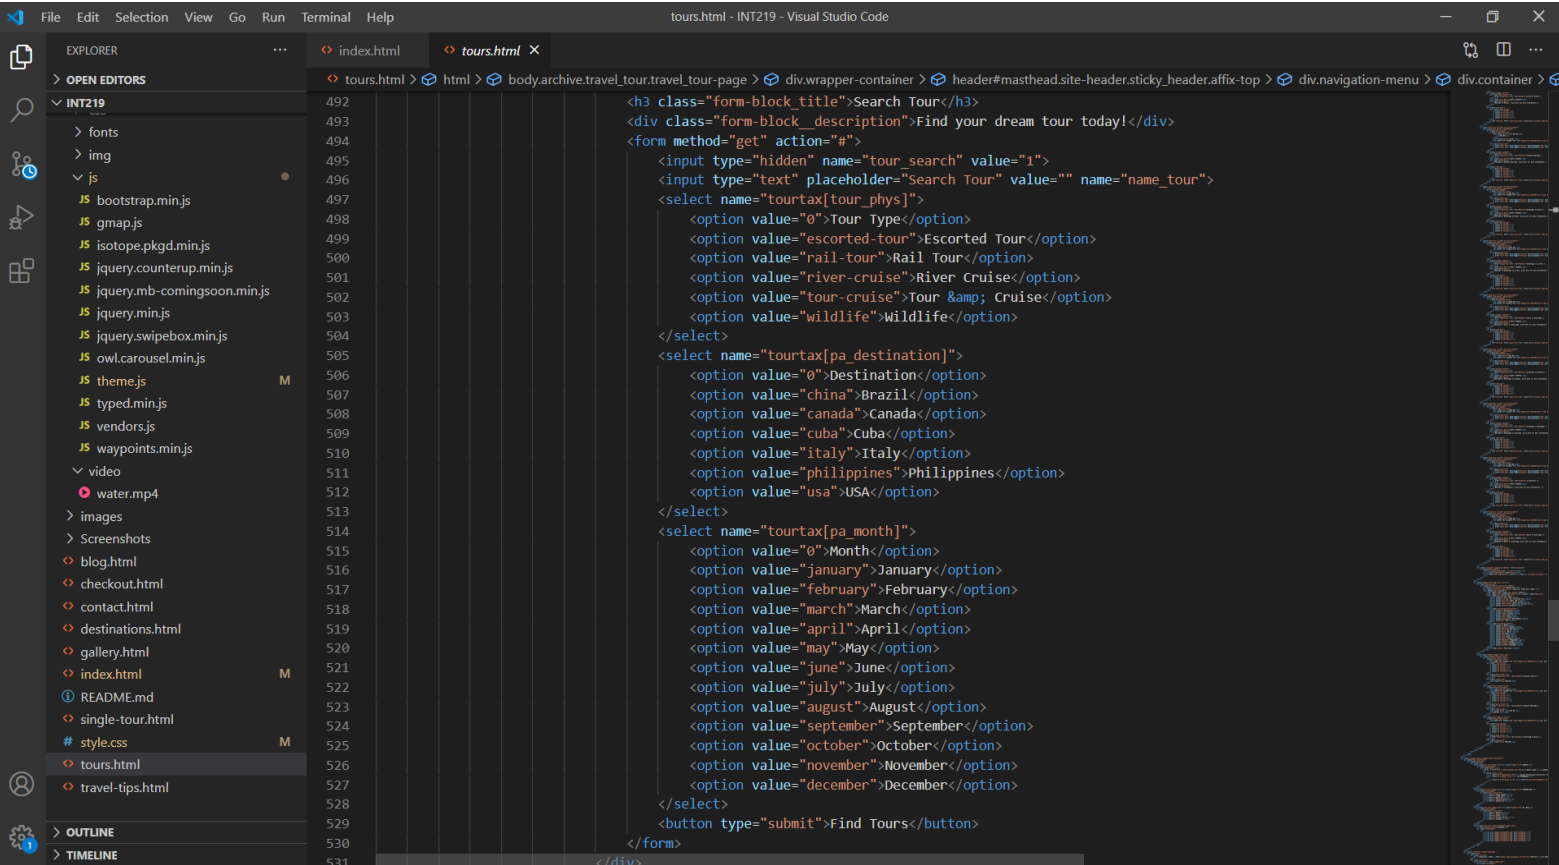 File Edit Selection View Go Run Terminal Help
tours.html - INT219 - Visual Studio Code
EXPLORER
OPEN EDITORS
INT219
fonts
img
js
JS bootstrap.min.js
JS gmap.js
JS isotope.pkgd.min.js
JS jquery.counterup.min.js
JS jquery.mb-comingsoon.min.js
JS jquery.min.js
JS jquery.swipebox.min.js
JS owl.carousel.min.js
JS theme.js M
JS typed.min.js
JS vendors.js
JS waypoints.min.js
video
water.mp4
images
Screenshots
<> blog.html
<> checkout.html
<> contact.html
<> destinations.html
<> gallery.html
<> index.html M
README.md
<> single-tour.html
# style.css M
<> tours.html
<> travel-tips.html
OUTLINE
TIMELINE
1
<> index.html
<> tours.html
<> tours.html > html > body.archive.travel_tour.travel_tour-page > div.wrapper-container > header#masthead.site-header.sticky_header.affix-top > div.navigation-menu > div.container >
492 <h3 class="form-block_title">Search Tour</h3>
493 <div class="form-block__description">Find your dream tour today!</div>
494 <form method="get" action="#">
495 <input type="hidden" name="tour_search" value="1">
496 <input type="text" placeholder="Search Tour" value="" name="name_tour">
497 <select name="tourtax[tour_phys]">
498 <option value="0">Tour Type</option>
499 <option value="escorted-tour">Escorted Tour</option>
500 <option value="rail-tour">Rail Tour</option>
501 <option value="river-cruise">River Cruise</option>
502 <option value="tour-cruise">Tour &amp; Cruise</option>
503 <option value="wildlife">Wildlife</option>
504 </select>
505 <select name="tourtax[pa_destination]">
506 <option value="0">Destination</option>
507 <option value="china">Brazil</option>
508 <option value="canada">Canada</option>
509 <option value="cuba">Cuba</option>
510 <option value="italy">Italy</option>
511 <option value="philippines">Philippines</option>
512 <option value="usa">USA</option>
513 </select>
514 <select name="tourtax[pa_month]">
515 <option value="0">Month</option>
516 <option value="january">January</option>
517 <option value="february">February</option>
518 <option value="march">March</option>
519 <option value="april">April</option>
520 <option value="may">May</option>
521 <option value="june">June</option>
522 <option value="july">July</option>
523 <option value="august">August</option>
524 <option value="september">September</option>
525 <option value="october">October</option>
526 <option value="november">November</option>
527 <option value="december">December</option>
528 </select>
529 <button type="submit">Find Tours</button>
530 </form>
531 </div>